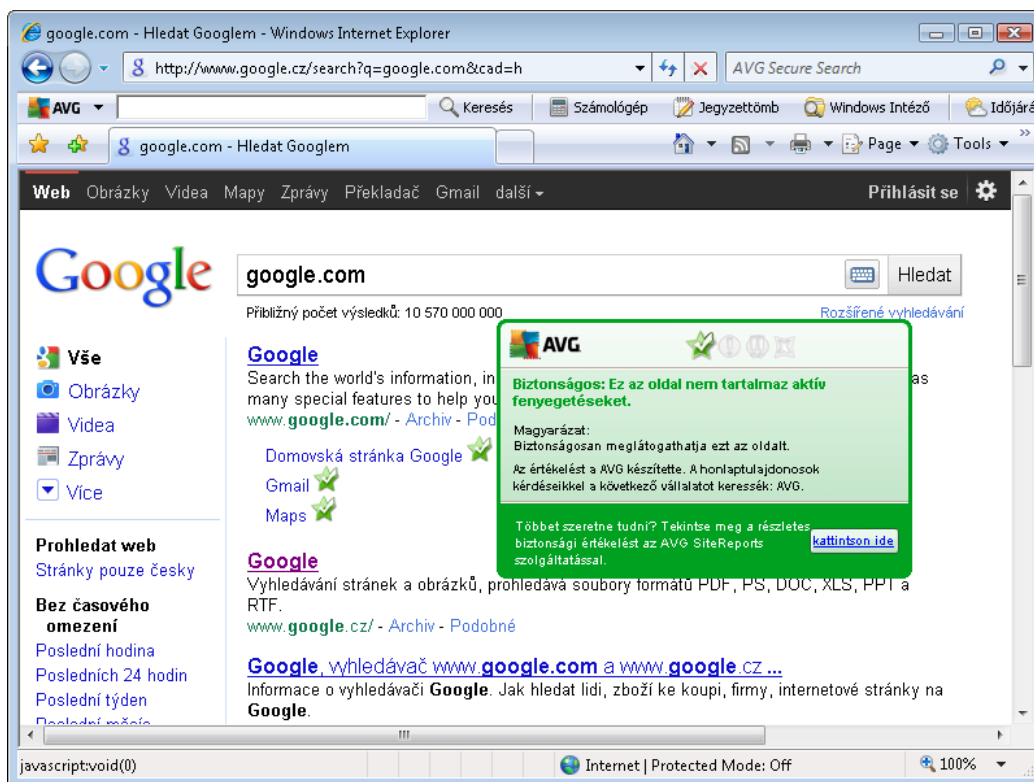 google.com - Hledat Googlem - Windows Internet Explorer
http://www.google.cz/search?q=google.com&cad=h
AVG Secure Search
AVG
Keresés
Számológép
Jegyzettömb
Windows Intéző
Időjárá
google.com - Hledat Googlem
Page
Tools
Web Obrázky Videa Mapy Zprávy Překladač Gmail další
Přihlásit se
Google
google.com
Hledat
Přibližný počet výsledků: 10 570 000 000
Rozšířené vyhledávání
Vše
Obrázky
Videa
Zprávy
Více
Prohledat web
Stránky pouze česky
Bez časového
omezení
Poslední hodina
Posledních 24 hodin
Poslední týden
Poslední měsíc
Google
Search the world's information, in
as
many special features to help you
www.google.com/ - Archiv - Pod
Domovská stránka Google
Gmail
Maps
AVG
Biztonságos: Ez az oldal nem tartalmaz aktív
fenyegetéseket.
Magyarázat:
Biztonságosan meglátogathatja ezt az oldalt.
Az értékelést a AVG készítette. A honlaptulajdonosok
kérdéseikkel a következő vállalatot keressék: AVG.
Többet szeretne tudni? Tekintse meg a részletes
biztonsági értékelést az AVG SiteReports
szolgáltatással.
kattintson ide
Google
Vyhledávání stránek a obrázků, prohledává soubory formátů PDF, PS, DOC, XLS, PPT a
RTF.
www.google.cz/ - Archiv - Podobné
Google, vyhledávač www.google.com a www.google.cz ...
Informace o vyhledávači Google. Jak hledat lidi, zboží ke koupi, firmy, internetové stránky na
Google.
javascript:void(0)
Internet | Protected Mode: Off
100%